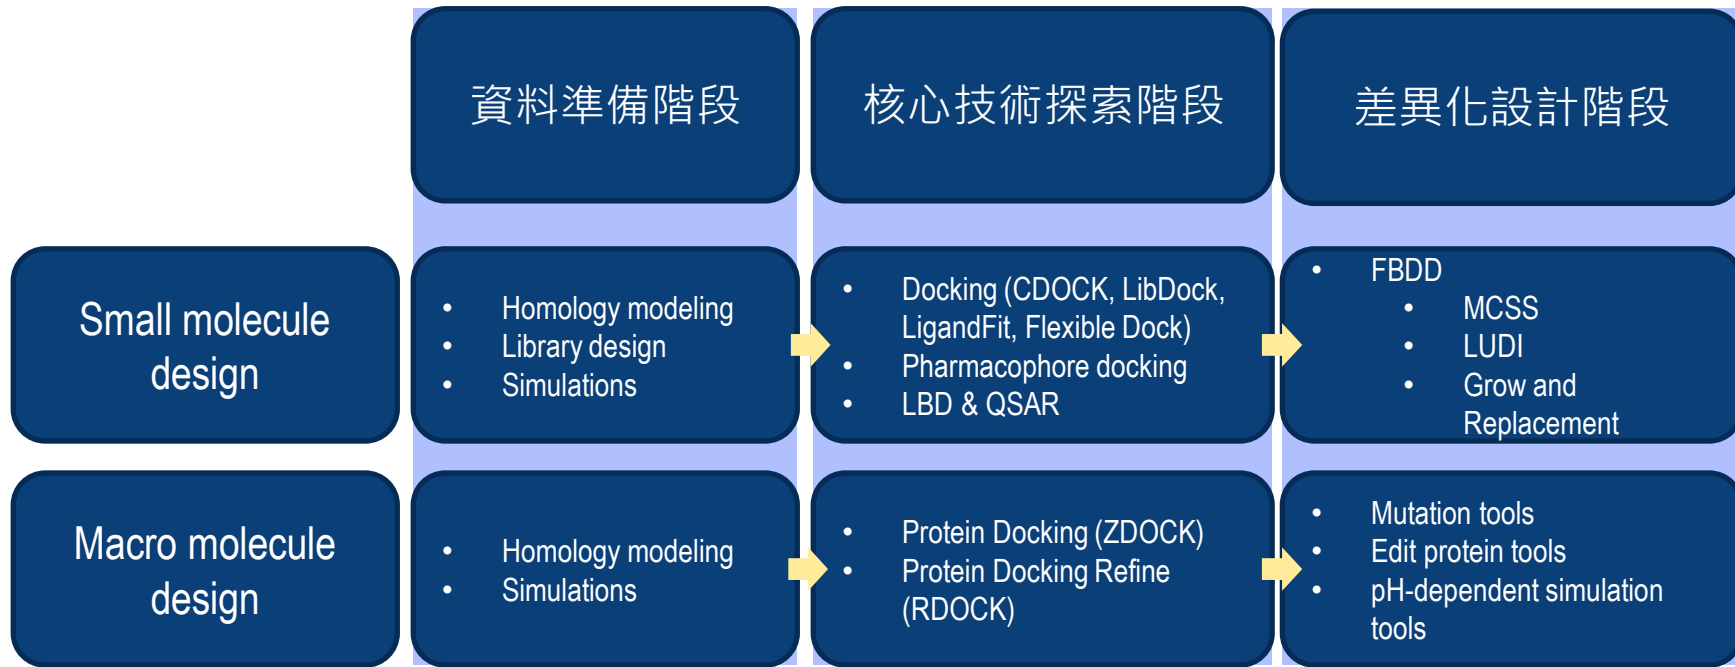 資料準備階段
核心技術探索階段
差異化設計階段
Small molecule
design
• Homology modeling
• Library design
• Simulations
• Docking (CDOCK, LibDock,
LigandFit, Flexible Dock)
• Pharmacophore docking
• LBD & QSAR
• FBDD
• MCSS
• LUDI
• Grow and
Replacement
Macro molecule
design
• Homology modeling
• Simulations
• Protein Docking (ZDOCK)
• Protein Docking Refine
(RDOCK)
• Mutation tools
• Edit protein tools
• pH-dependent simulation
tools